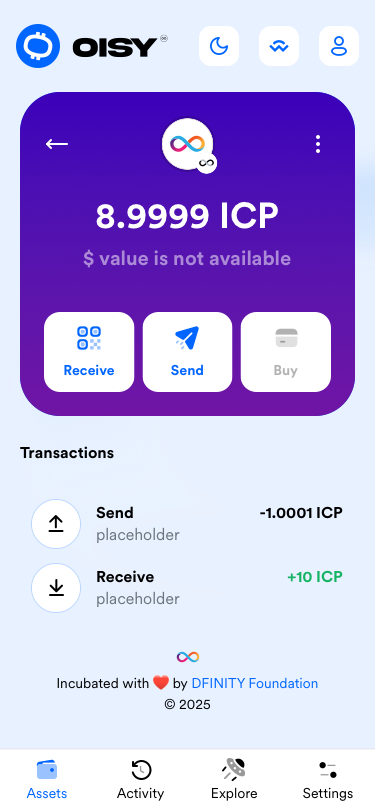 OISY
8.9999 ICP
$ value is not available
Receive
Send
Buy
Transactions
Send
-1.0001 ICP
placeholder
Receive
+10 ICP
placeholder
Incubated with ❤️ by DFINITY Foundation
© 2025
Assets
Activity
Explore
Settings